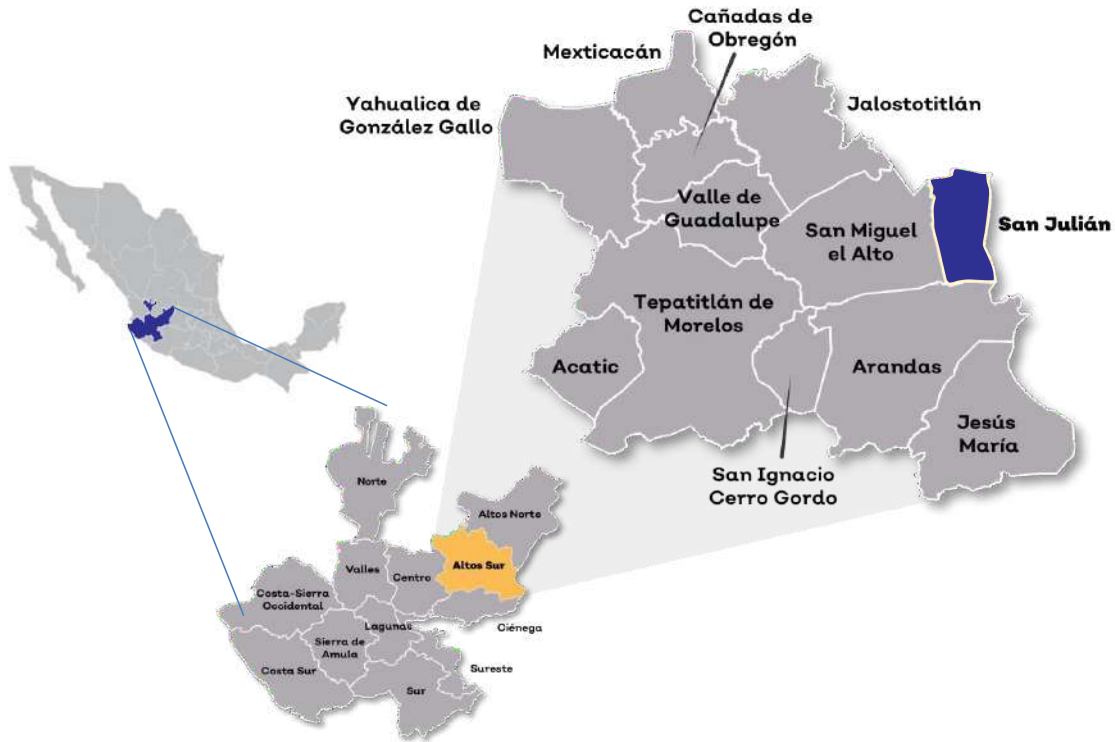 Cañadas de
Obregón
Mexticacán
Yahualica de
González Gallo
Jalostotitlán
Valle de
Guadalupe
San Miguel
el Alto
San Julián
Tepatitlán de
Morelos
Acatic
Arandas
Jesús
María
San Ignacio
Cerro Gordo
Norte
Altos Norte
Altos Sur
Valles
Centro
Costa-Sierra
Occidental
Lagunas
Ciénega
Sierra de
Amula
Costa Sur
Sureste
Sur